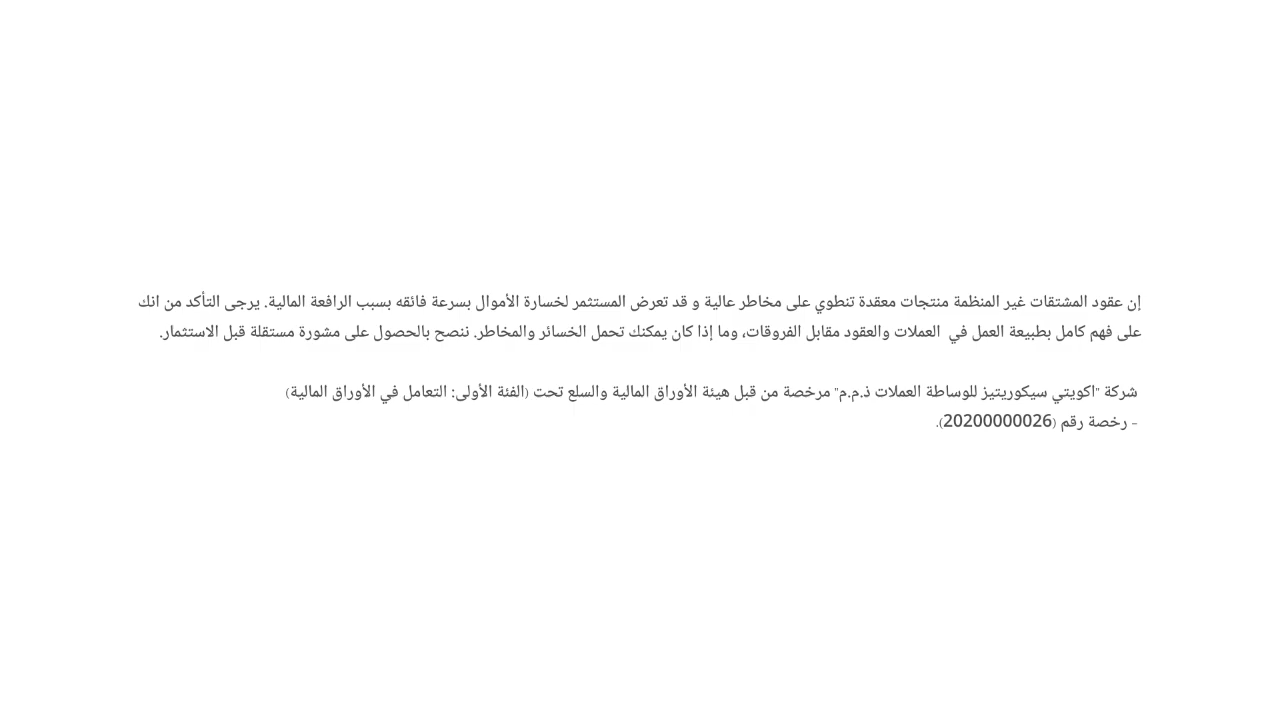 إن عقود المشتقات غير المنظمة منتجات معقدة تنطوي على مخاطر عالية و قد تعرض المستثمر لخسارة الأموال بسرعة فائقه بسبب الرافعة المالية. يرجى التأكد من انك
على فهم كامل بطبيعة العمل في العملات والعقود مقابل الفروقات، وما إذا كان يمكنك تحمل الخسائر والمخاطر. ننصح بالحصول على مشورة مستقلة قبل الاستثمار.
شركة "اكويتي سيكوريتيز للوساطة العملات ذ.م.م" مرخصة من قبل هيئة الأوراق المالية والسلع تحت (الفئة الأولى: التعامل في الأوراق المالية)
- رخصة رقم (20200000026).